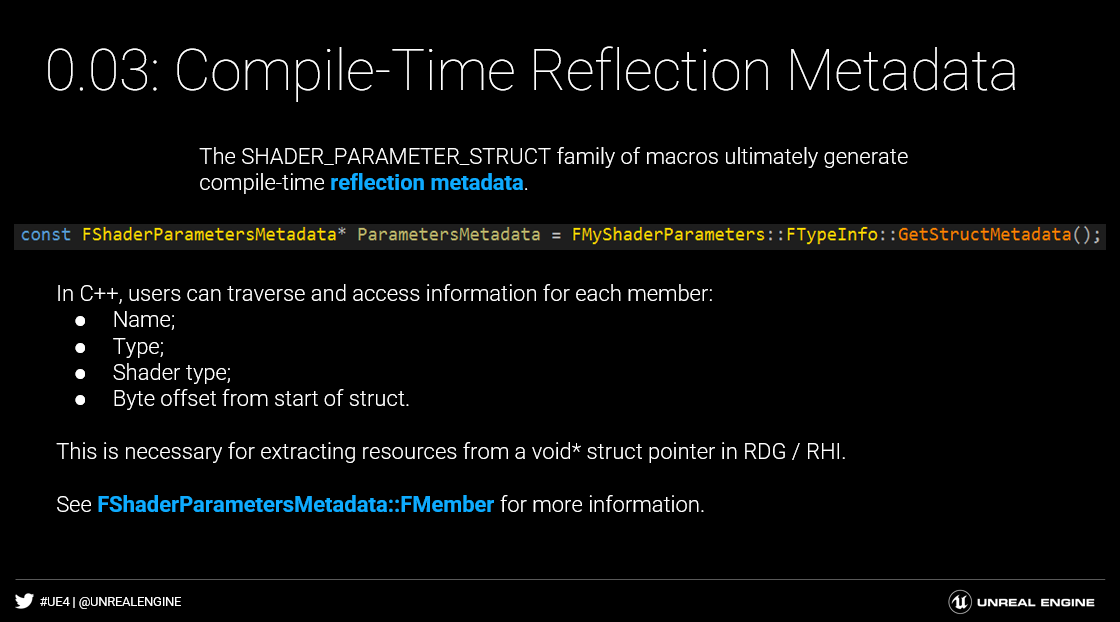 0.03: Compile-Time Reflection Metadata
The SHADER_PARAMETER_STRUCT family of macros ultimately generate
compile-time reflection metadata.
const FShaderParametersMetadata* ParametersMetadata = FMyShaderParameters::FTypeInfo::GetStructMetadata();
In C++, users can traverse and access information for each member:
● Name;
● Type;
● Shader type;
● Byte offset from start of struct.
This is necessary for extracting resources from a void* struct pointer in RDG / RHI.
See FShaderParametersMetadata::FMember for more information.
#UE4 | @UNREALENGINE
UNREAL ENGINE